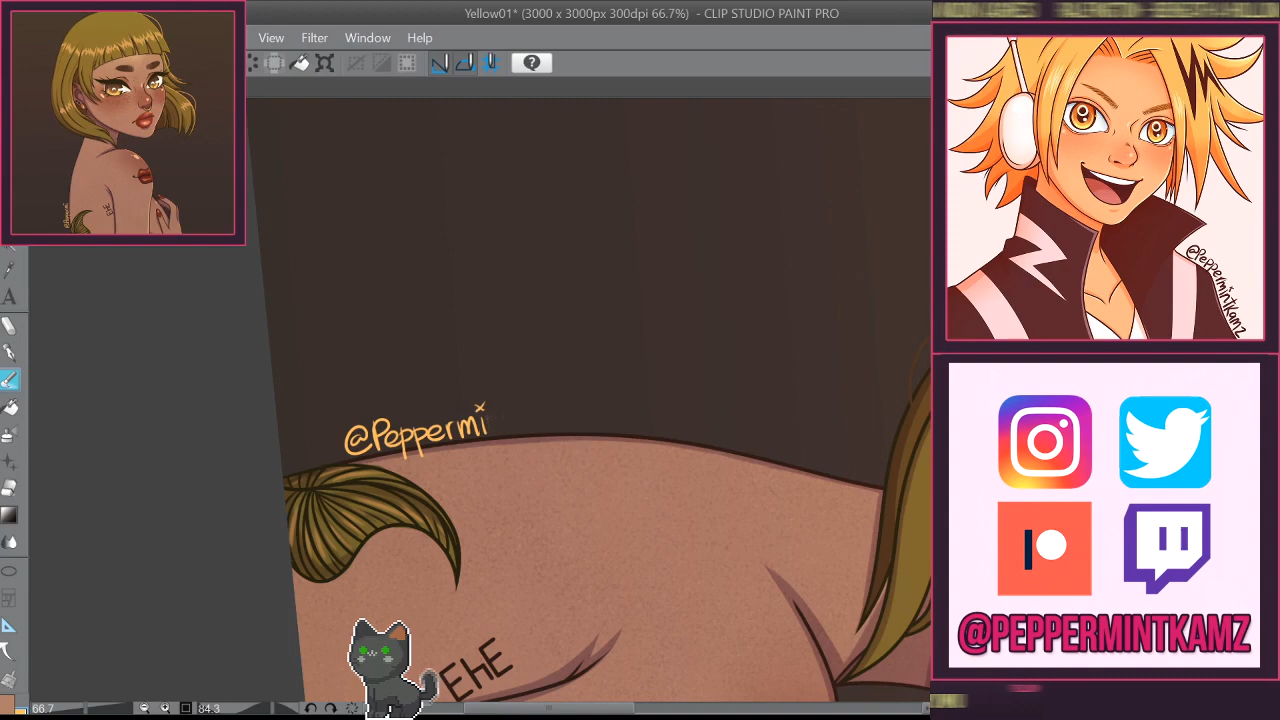 Yellow01* (3000 x 3000px 300dpi 66.7%) - CLIP STUDIO PAINT PRO
View Filter Window Help
A
@Peppermi
EhE
66.7
84.3
@PeppermintKamz
@PEPPERMINTKAMZ